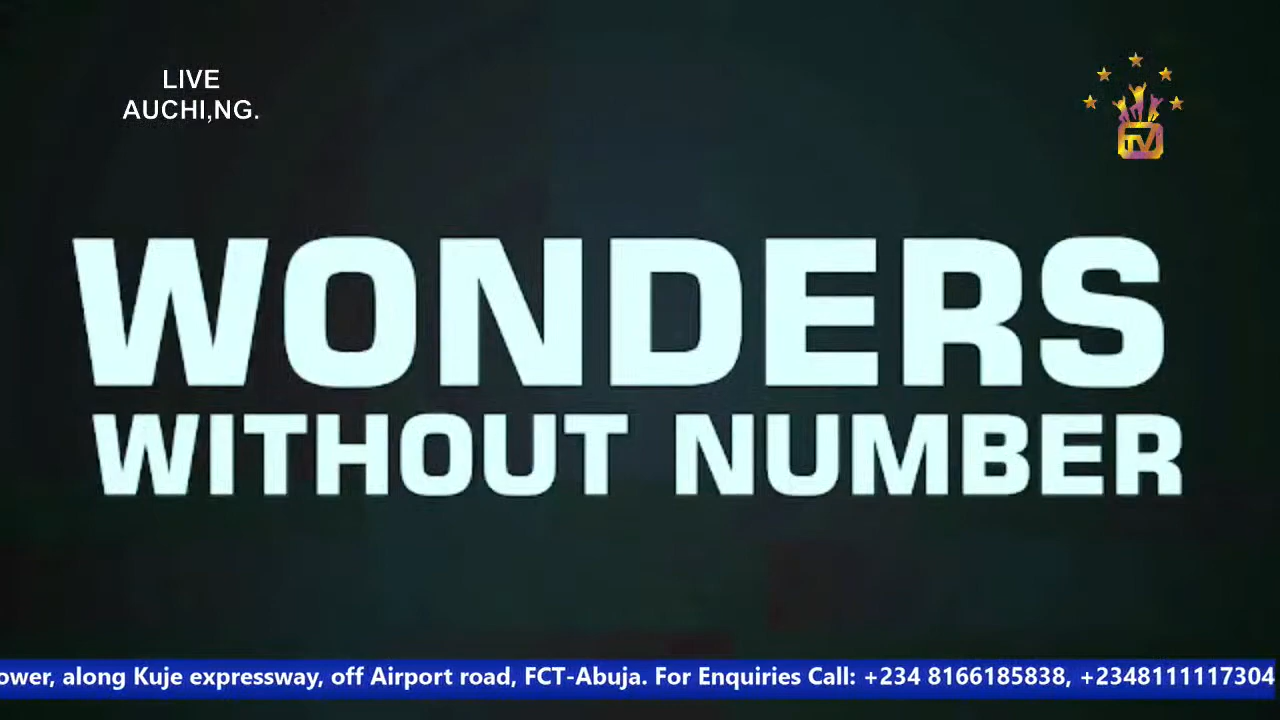 LIVE
AUCHI,NG.
TV
WONDERS
WITHOUT NUMBER
along Kuje expressway, off Airport road, FCT-Abuja. For Enquiries Call: +234 8166185838, +2348111117304